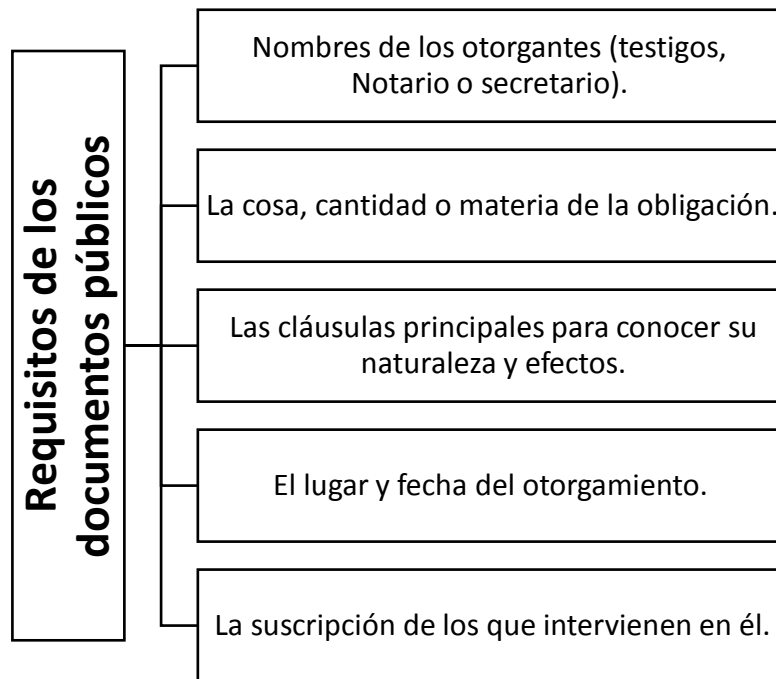 Requisitos de los
documentos públicos
Nombres de los otorgantes (testigos,
Notario o secretario).
La cosa, cantidad o materia de la obligación.
Las cláusulas principales para conocer su
naturaleza y efectos.
El lugar y fecha del otorgamiento.
La suscripción de los que intervienen en él.